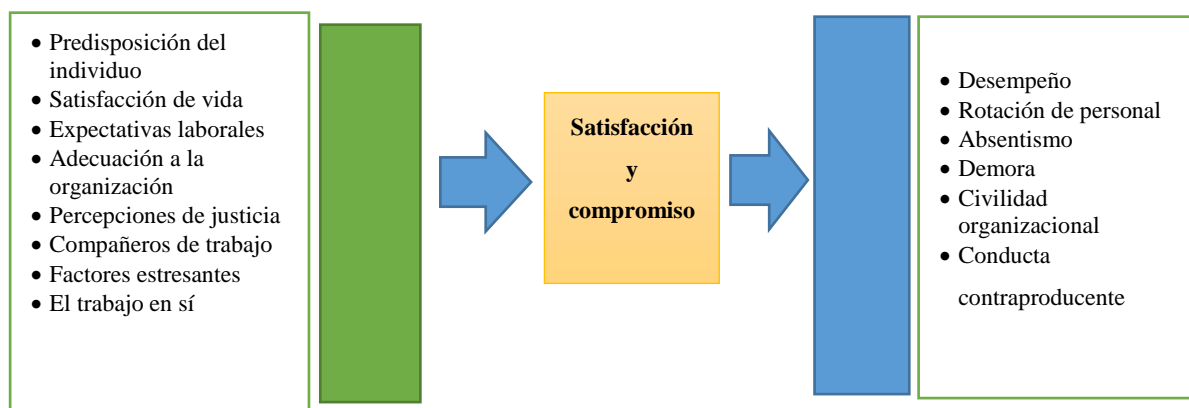 • Predisposición del
individuo
• Satisfacción de vida
• Expectativas laborales
• Adecuación a la
organización
• Percepciones de justicia
• Compañeros de trabajo
• Factores estresantes
• El trabajo en sí
Satisfacción
y
compromiso
• Desempeño
• Rotación de personal
• Absentismo
• Demora
• Civilidad
organizacional
• Conducta
contraproducente